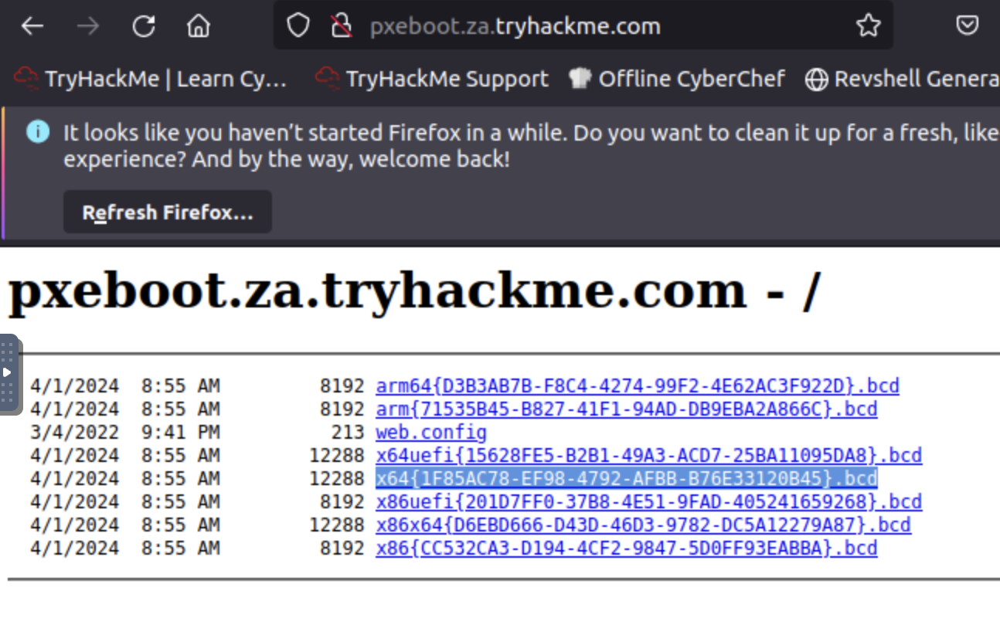 pxeboot.za.tryhackme.com
TryHackMe | Learn Cy... TryHackMe Support Offline CyberChef Revshell Genera
It looks like you haven't started Firefox in a while. Do you want to clean it up for a fresh, like
experience? And by the way, welcome back!
Refresh Firefox...
pxeboot.za.tryhackme.com - /
4/1/2024 8:55 AM 8192 arm64{D3B3AB7B-F8C4-4274-99F2-4E62AC3F922D}.bcd
4/1/2024 8:55 AM 8192 arm{71535B45-B827-41F1-94AD-DB9EBA2A866C}.bcd
3/4/2022 9:41 PM 213 web.config
4/1/2024 8:55 AM 12288 x64uefi{15628FE5-B2B1-49A3-ACD7-25BA11095DA8}.bcd
4/1/2024 8:55 AM 12288 x64{1F85AC78-EF98-4792-AFBB-B76E33120B45}.bcd
4/1/2024 8:55 AM 8192 x86uefi{201D7FF0-37B8-4E51-9FAD-405241659268}.bcd
4/1/2024 8:55 AM 12288 x86x64{D6EBD666-D43D-46D3-9782-DC5A12279A87}.bcd
4/1/2024 8:55 AM 8192 x86{CC532CA3-D194-4CF2-9847-5D0FF93EABBA}.bcd